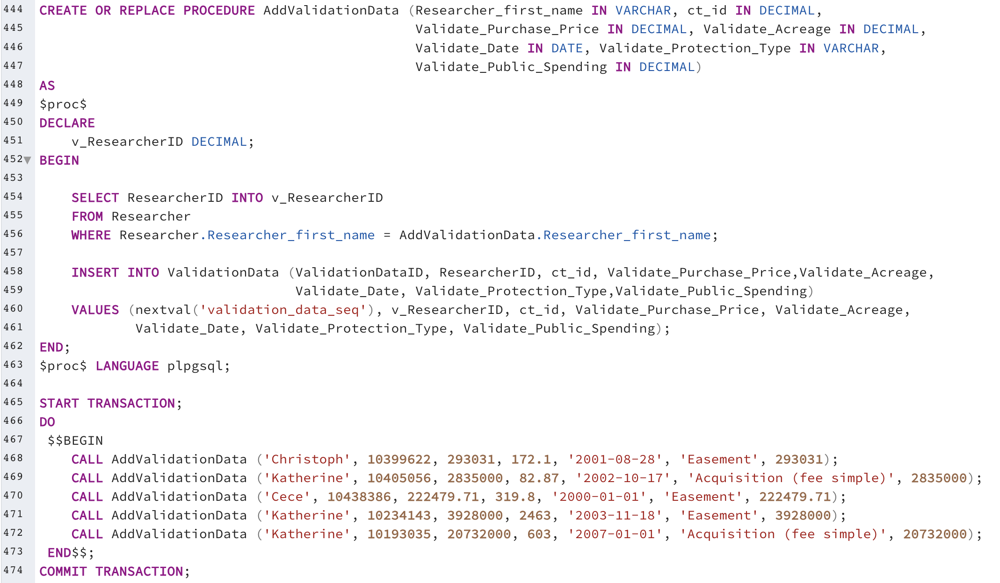 444 CREATE OR REPLACE PROCEDURE AddValidationData (Researcher_first_name IN VARCHAR, ct_id IN DECIMAL,
445 Validate_Purchase_Price IN DECIMAL, Validate_Acreage IN DECIMAL,
446 Validate_Date IN DATE, Validate_Protection_Type IN VARCHAR,
447 Validate_Public_Spending IN DECIMAL)
448 AS
449 $proc$
450 DECLARE
451 v_ResearcherID DECIMAL;
452 BEGIN
453
454 SELECT ResearcherID INTO v_ResearcherID
455 FROM Researcher
456 WHERE Researcher.Researcher_first_name = AddValidationData.Researcher_first_name;
457
458 INSERT INTO ValidationData (ValidationDataID, ResearcherID, ct_id, Validate_Purchase_Price,Validate_Acreage,
459 Validate_Date, Validate_Protection_Type,Validate_Public_Spending)
460 VALUES (nextval('validation_data_seq'), v_ResearcherID, ct_id, Validate_Purchase_Price, Validate_Acreage,
461 Validate_Date, Validate_Protection_Type, Validate_Public_Spending);
462 END;
463 $proc$ LANGUAGE plpgsql;
464
465 START TRANSACTION;
466 DO
467 $$BEGIN
468 CALL AddValidationData ('Christoph', 10399622, 293031, 172.1, '2001-08-28', 'Easement', 293031);
469 CALL AddValidationData ('Katherine', 10405056, 2835000, 82.87, '2002-10-17', 'Acquisition (fee simple)', 2835000);
470 CALL AddValidationData ('Cece', 10438386, 222479.71, 319.8, '2000-01-01', 'Easement', 222479.71);
471 CALL AddValidationData ('Katherine', 10234143, 3928000, 2463, '2003-11-18', 'Easement', 3928000);
472 CALL AddValidationData ('Katherine', 10193035, 20732000, 603, '2007-01-01', 'Acquisition (fee simple)', 20732000);
473 END$$;
474 COMMIT TRANSACTION;